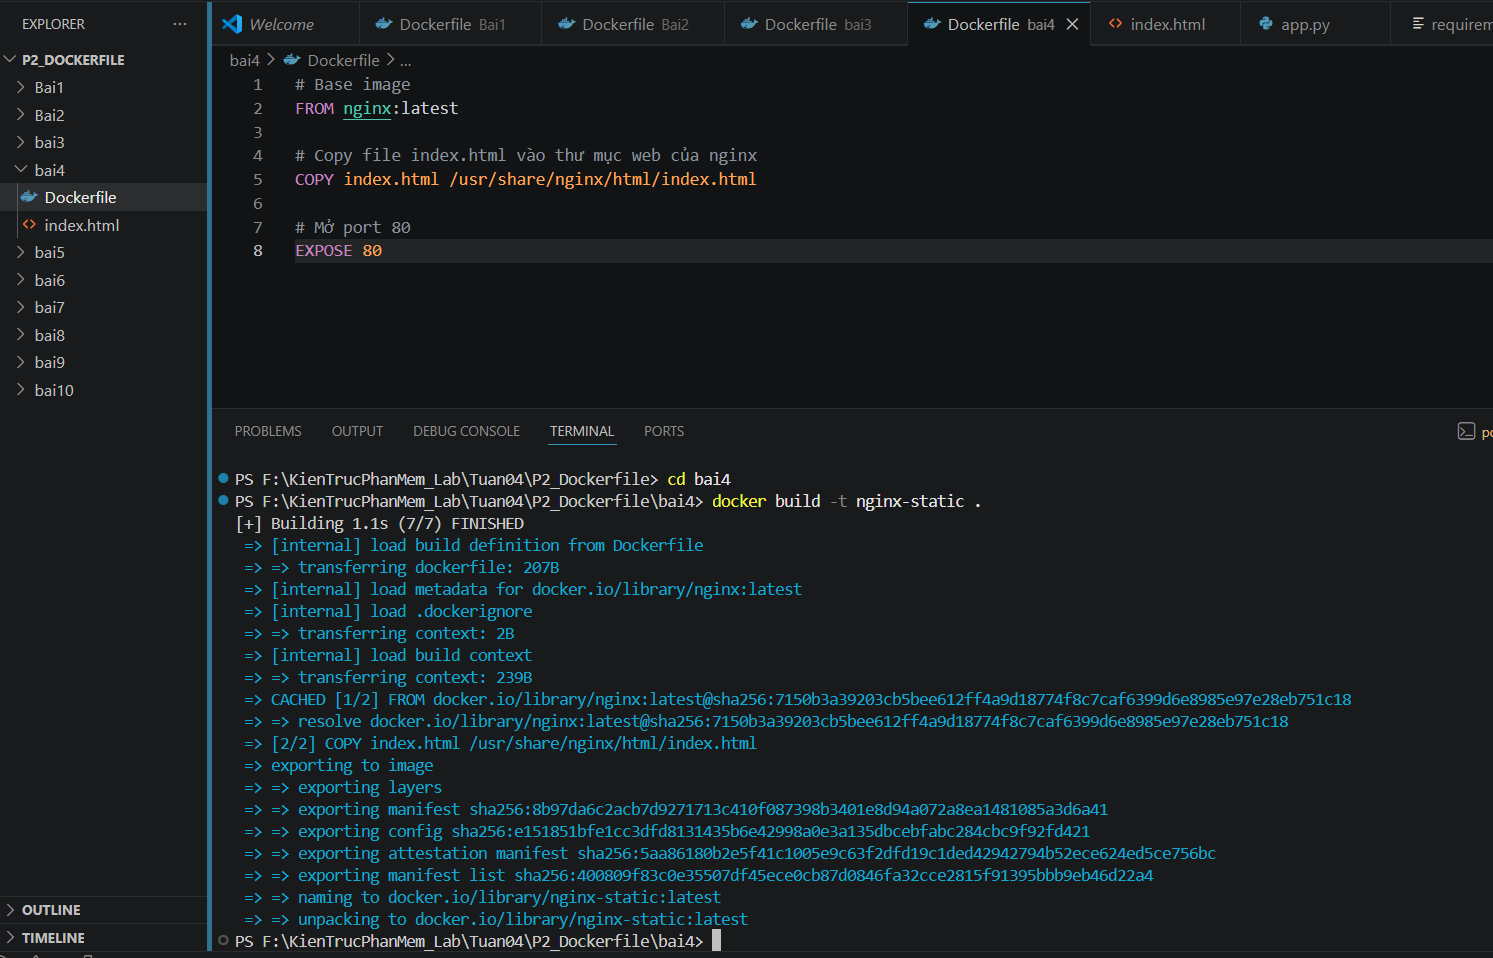 EXPLORER ···
P2_DOCKERFILE
Bai1
Bai2
bai3
bai4
Dockerfile
index.html
bai5
bai6
bai7
bai8
bai9
bai10
OUTLINE
TIMELINE
Welcome Dockerfile Bai1 Dockerfile Bai2 Dockerfile bai3 Dockerfile bai4 index.html app.py requirem
bai4 > Dockerfile > ...
1 # Base image
2 FROM nginx:latest
3
4 # Copy file index.html vào thư mục web của nginx
5 COPY index.html /usr/share/nginx/html/index.html
6
7 # Mở port 80
8 EXPOSE 80
PROBLEMS OUTPUT DEBUG CONSOLE TERMINAL PORTS
PS F:\KienTrucPhanMem_Lab\Tuan04\P2_Dockerfile> cd bai4
PS F:\KienTrucPhanMem_Lab\Tuan04\P2_Dockerfile\bai4> docker build -t nginx-static .
[+] Building 1.1s (7/7) FINISHED
=> [internal] load build definition from Dockerfile
=> => transferring dockerfile: 207B
=> [internal] load metadata for docker.io/library/nginx:latest
=> [internal] load .dockerignore
=> => transferring context: 2B
=> [internal] load build context
=> => transferring context: 239B
=> CACHED [1/2] FROM docker.io/library/nginx:latest@sha256:7150b3a39203cb5bee612ff4a9d18774f8c7caf6399d6e8985e97e28eb751c18
=> => resolve docker.io/library/nginx:latest@sha256:7150b3a39203cb5bee612ff4a9d18774f8c7caf6399d6e8985e97e28eb751c18
=> [2/2] COPY index.html /usr/share/nginx/html/index.html
=> exporting to image
=> => exporting layers
=> => exporting manifest sha256:8b97da6c2acb7d9271713c410f087398b3401e8d94a072a8ea1481085a3d6a41
=> => exporting config sha256:e151851bfe1cc3dfd8131435b6e42998a0e3a135dbcebfabc284cbc9f92fd421
=> => exporting attestation manifest sha256:5aa86180b2e5f41c1005e9c63f2dfd19c1ded42942794b52ece624ed5ce756bc
=> => exporting manifest list sha256:400809f83c0e35507df45ece0cb87d0846fa32cce2815f91395bbb9eb46d22a4
=> => naming to docker.io/library/nginx-static:latest
=> => unpacking to docker.io/library/nginx-static:latest
PS F:\KienTrucPhanMem_Lab\Tuan04\P2_Dockerfile\bai4>